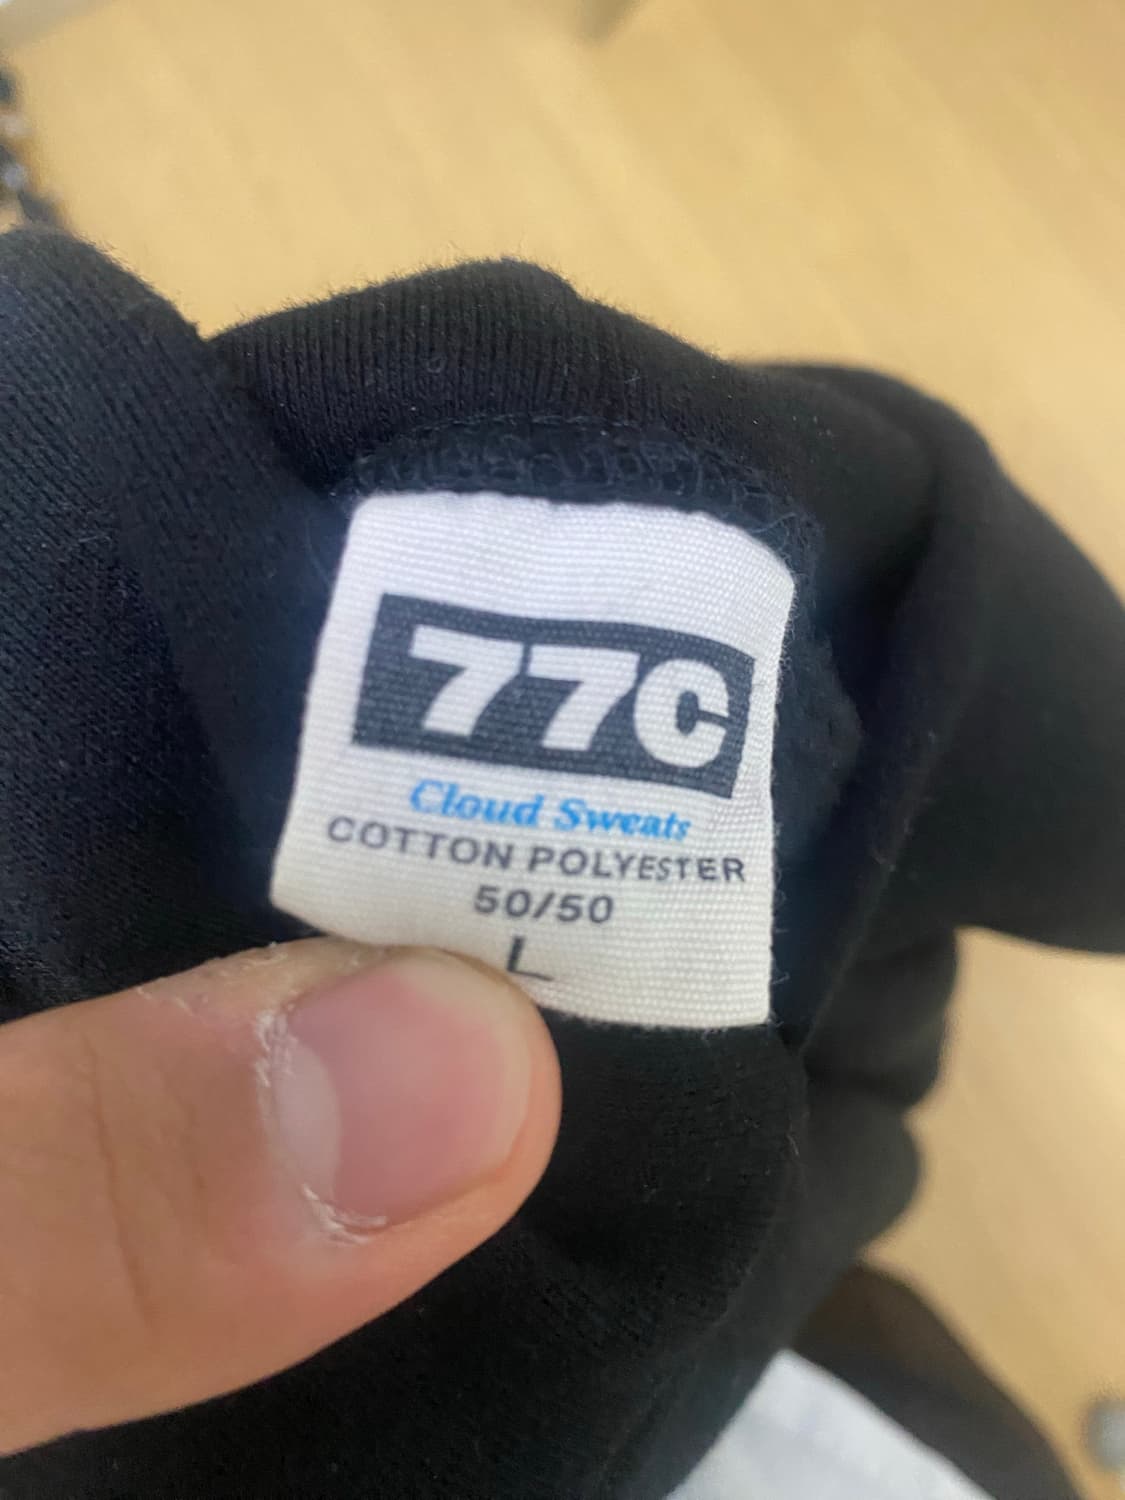 77C
Cloud Sweats
COTTON POLYESTER
50/50
L